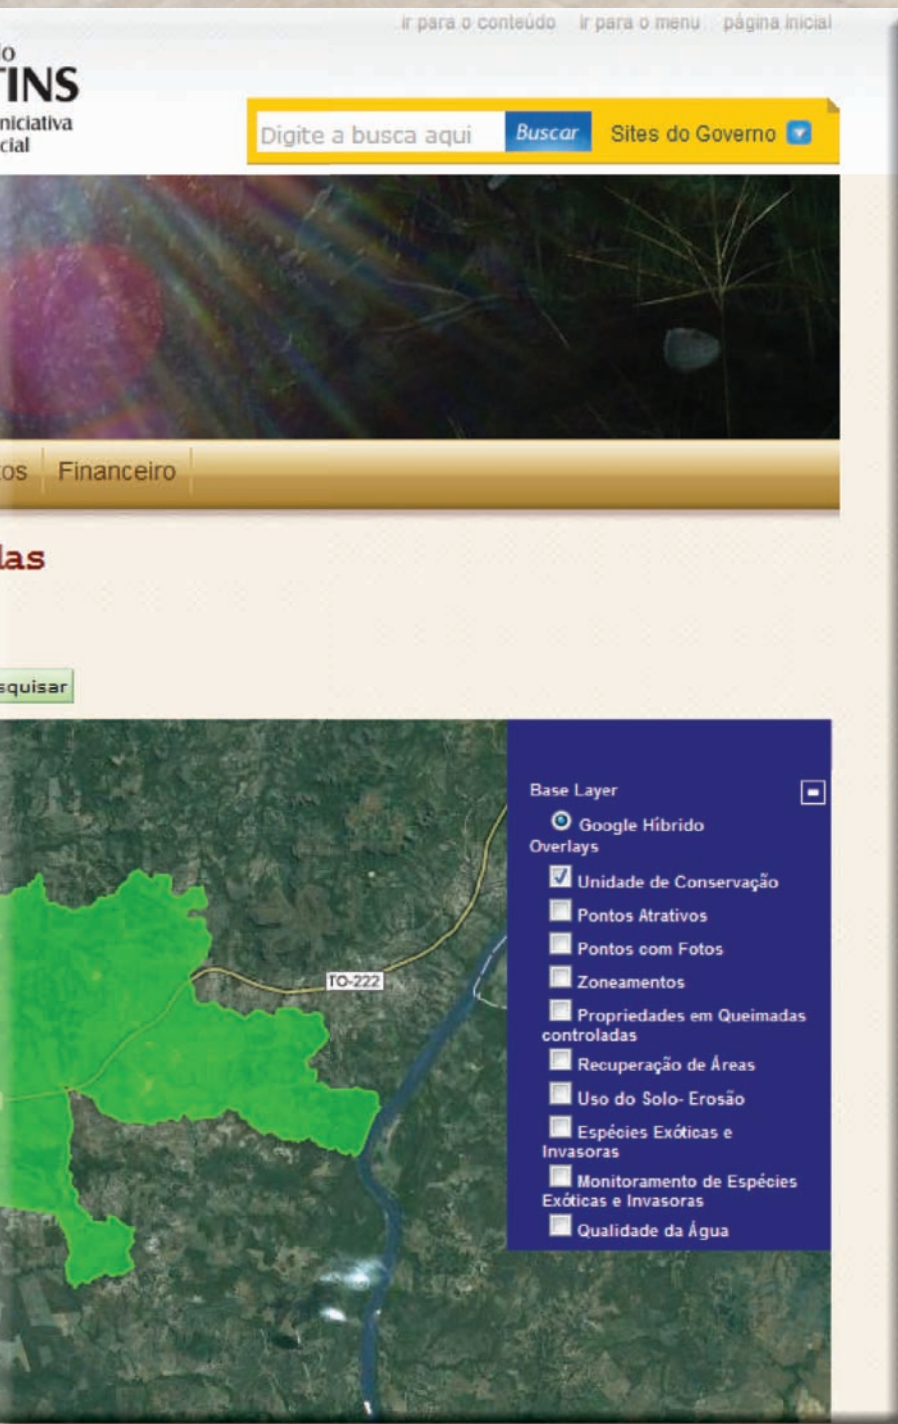 ir para o conteúdo ir para o menu página inicial
lo
TINS
niciativa
cial
Digite a busca aqui Buscar Sites do Governo
tos Financeiro
las
squisar
Base Layer
Google Híbrido
Overlays
Unidade de Conservação
Pontos Atrativos
Pontos com Fotos
Zoneamentos
Propriedades em Queimadas
controladas
Recuperação de Áreas
Uso do Solo- Erosão
Espécies Exóticas e
Invasoras
Monitoramento de Espécies
Exóticas e Invasoras
Qualidade da Água
TO-222